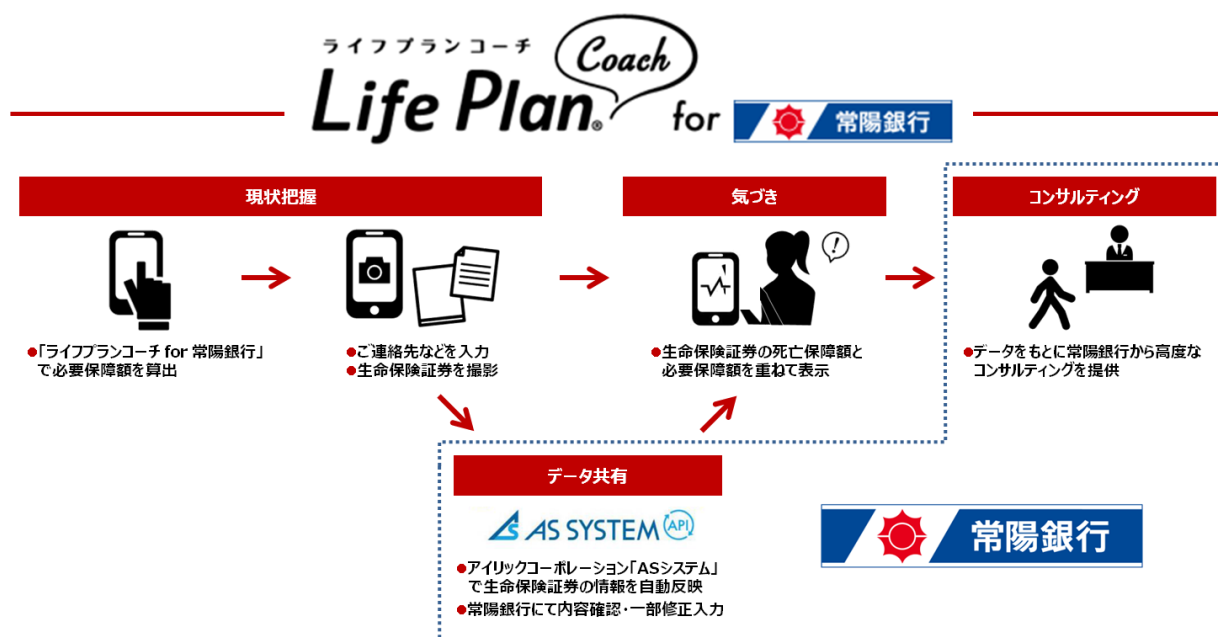 ライフプランコーチ
Coach
Life Plan® for 常陽銀行
現状把握
●「ライフプランコーチ for 常陽銀行」
で必要保障額を算出
●ご連絡先などを入力
●生命保険証券を撮影
気づき
!
●生命保険証券の死亡保障額と
必要保障額を重ねて表示
コンサルティング
●データをもとに常陽銀行から高度な
コンサルティングを提供
データ共有
AS SYSTEM API
●アイリックコーポレーション「ASシステム」
で生命保険証券の情報を自動反映
●常陽銀行にて内容確認・一部修正入力
常陽銀行